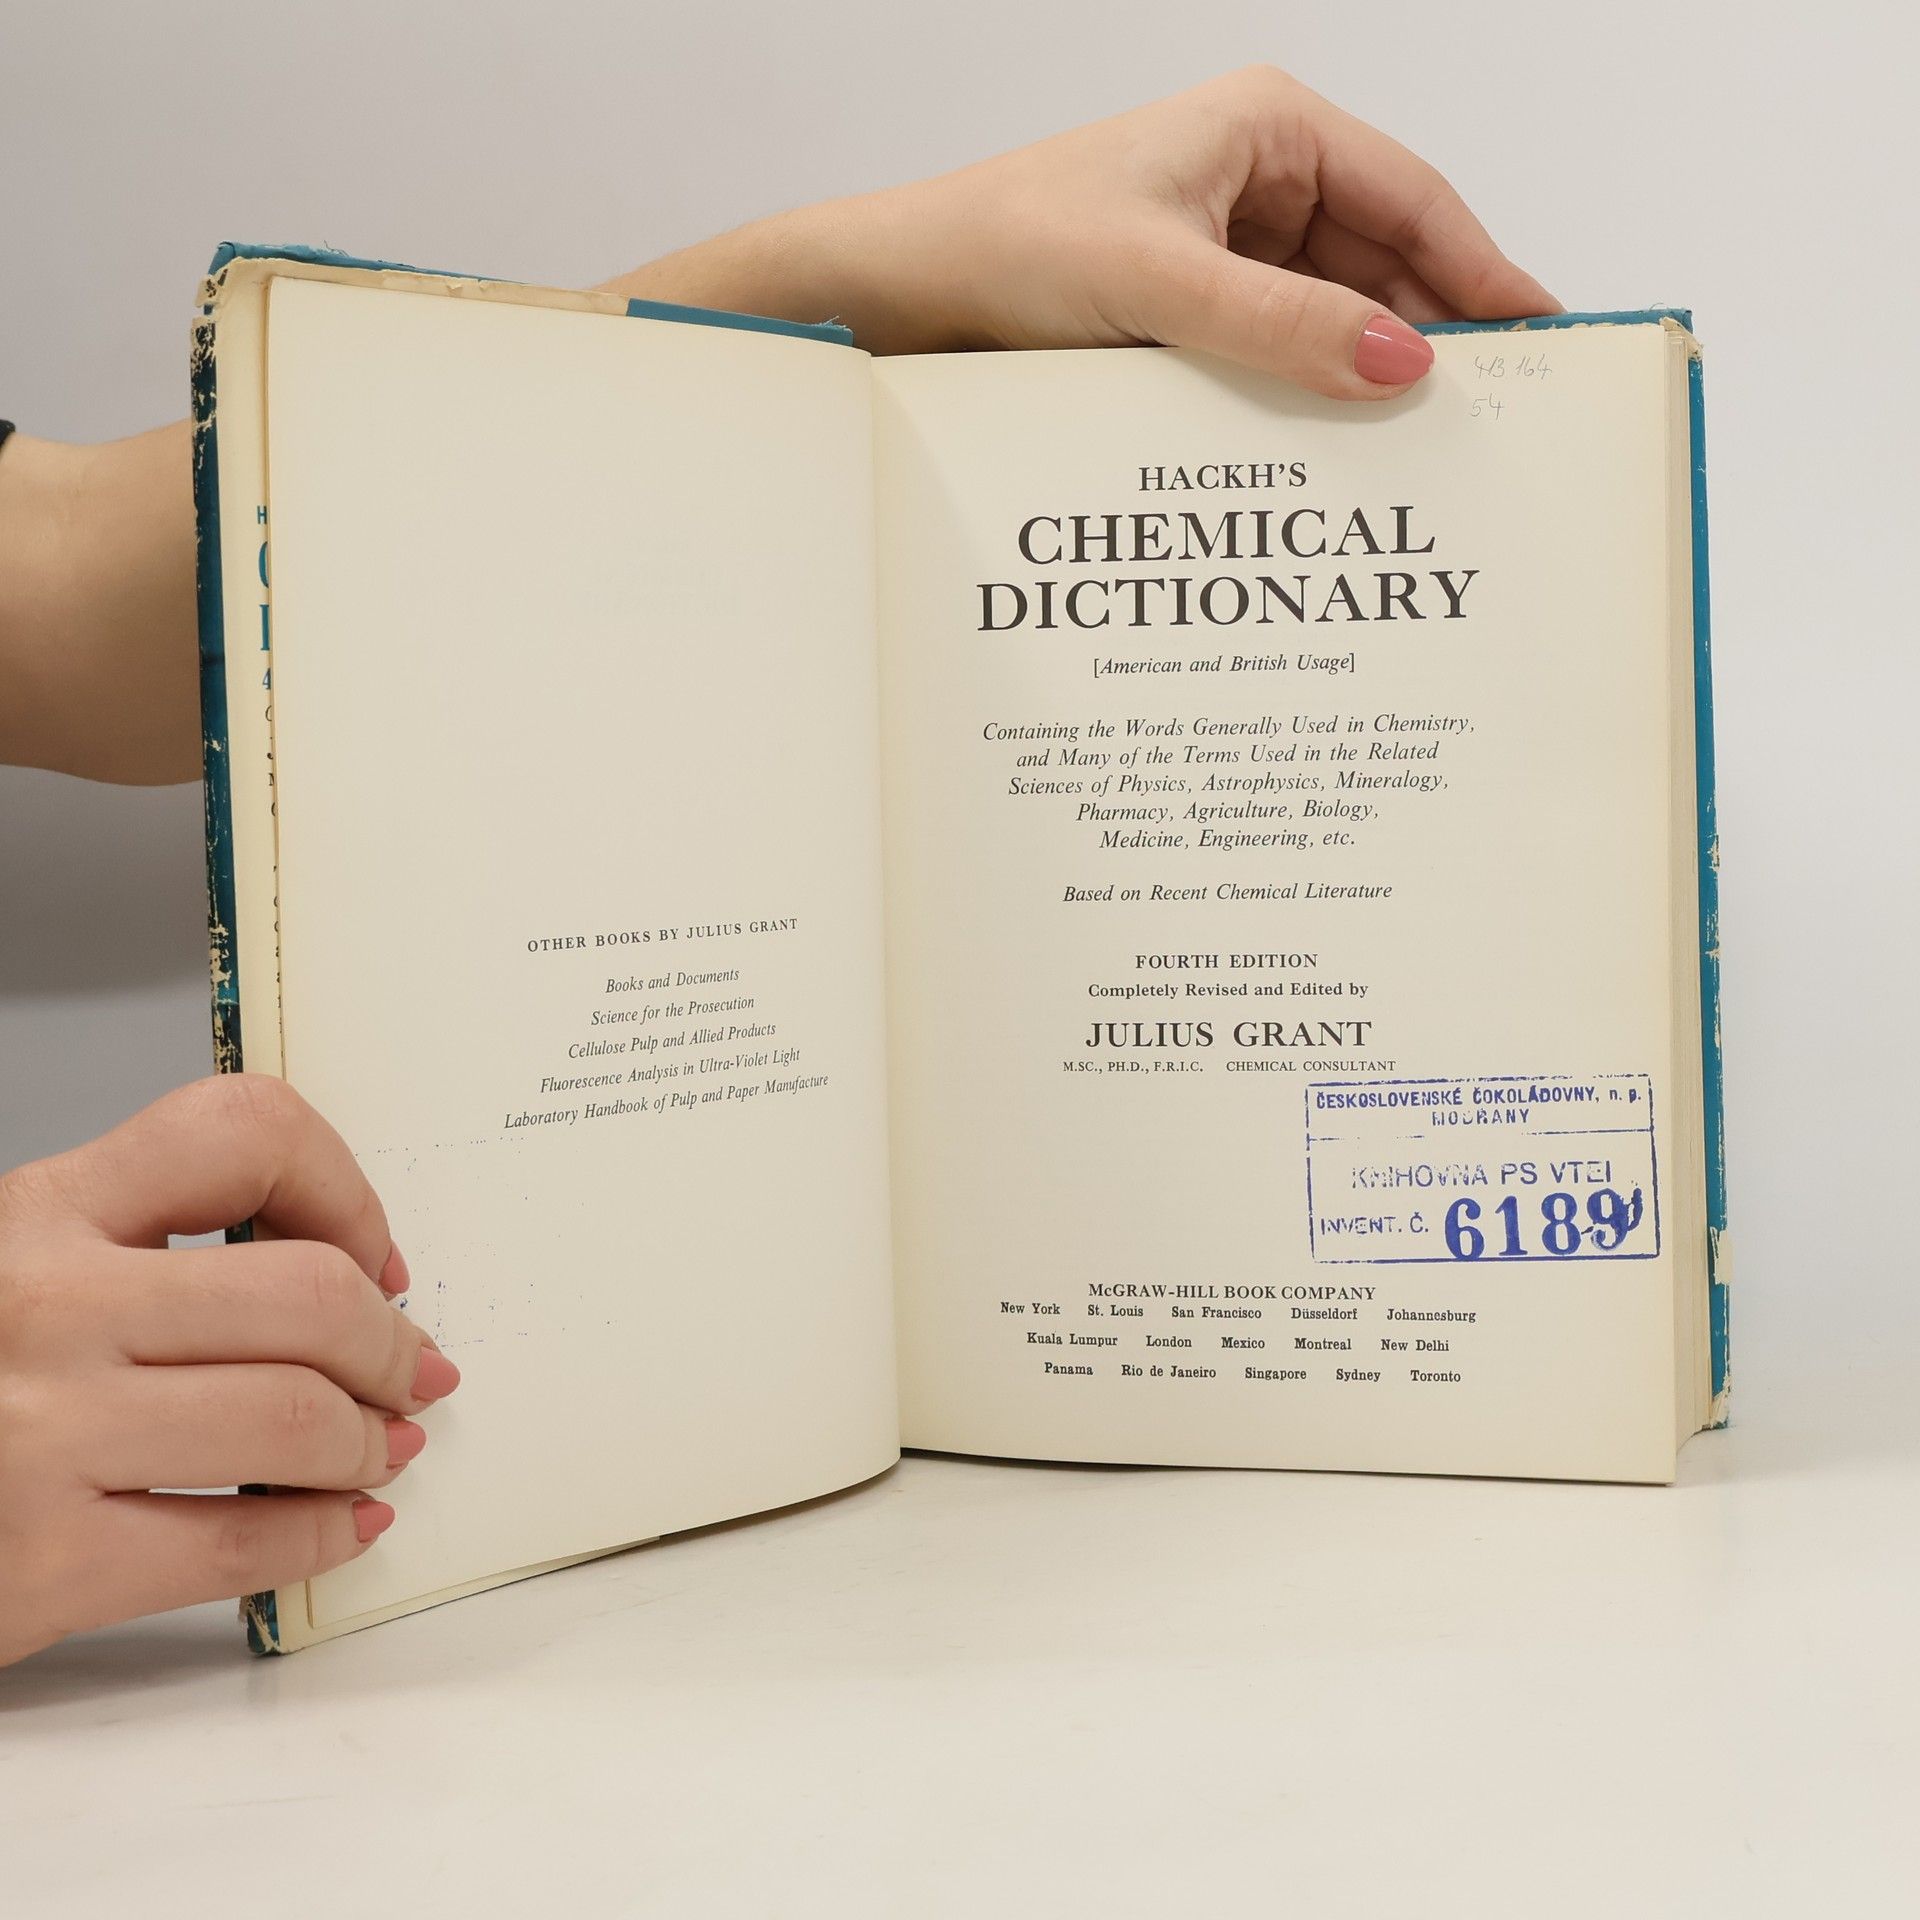 OTHER BOOKS BY JULIUS GRANT
Books and Documents
Science for the Prosecution
Cellulose Pulp and Allied Products
Fluorescence Analysis in Ultra-Violet Light
Laboratory Handbook of Pulp and Paper Manufacture
54
HACKH'S
CHEMICAL
DICTIONARY
[American and British Usage]
Containing the Words Generally Used in Chemistry,
and Many of the Terms Used in the Related
Sciences of Physics, Astrophysics, Mineralogy,
Pharmacy, Agriculture, Biology,
Medicine, Engineering, etc.
Based on Recent Chemical Literature
FOURTH EDITION
Completely Revised and Edited by
JULIUS GRANT
M.SC., PH.D., F.R.I.C. CHEMICAL CONSULTANT
ČESKOSLOVENSKÉ ČOKOLÁDOVNY, n. p.
MODŘANY
KNIHOVNA PS VTEI
INVENT. Č. 6189
McGRAW-HILL BOOK COMPANY
New York St. Louis San Francisco Düsseldorf Johannesburg
Kuala Lumpur London Mexico Montreal New Delhi
Panama Rio de Janeiro Singapore Sydney Toronto